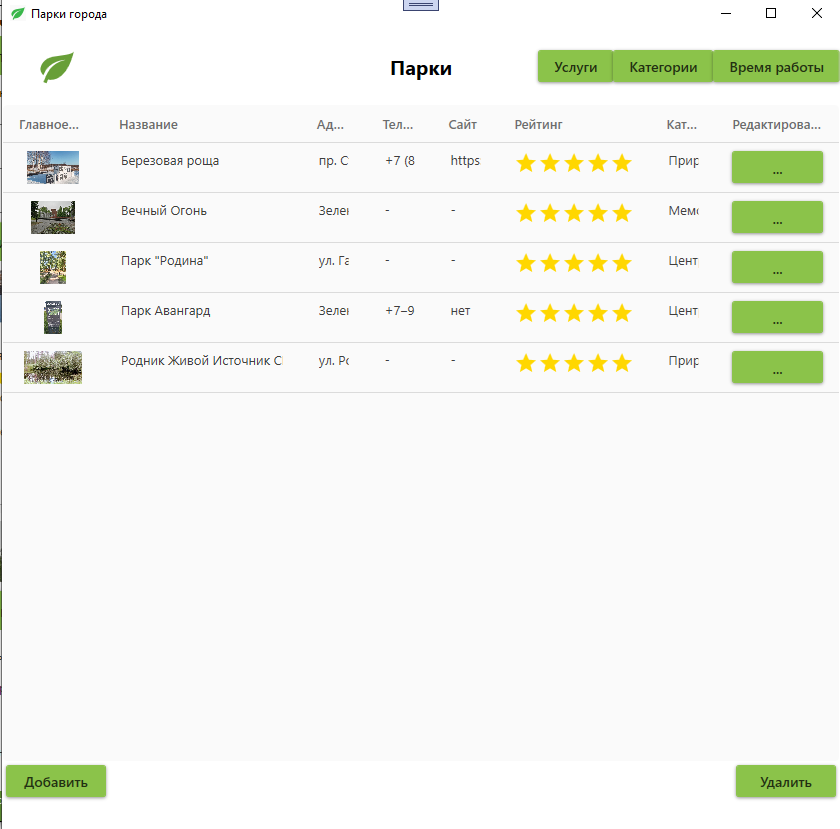 Парки города
Парки
Услуги Категории Время работы
Главное... Название Ад... Тел... Сайт Рейтинг Кат... Редактирова...
Березовая роща пр. С +7 (8 https Прир ...
Вечный Огонь Зелен - - Мемо ...
Парк "Родина" ул. Га - - Цент ...
Парк Авангард Зелен +7–9 нет Цент ...
Родник Живой Источник С ул. Ро - - Прир ...
Добавить Удалить